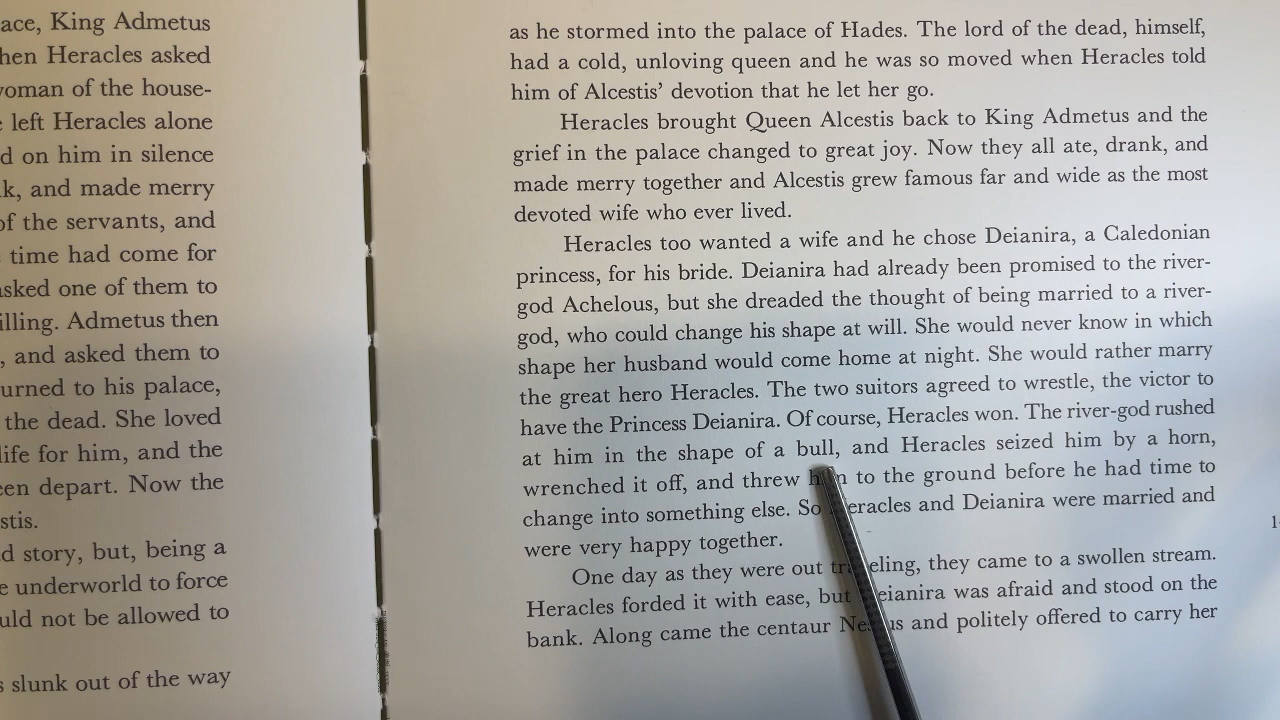 ace, King Admetus
hen Heracles asked
woman of the house-
left Heracles alone
d on him in silence
k, and made merry
of the servants, and
time had come for
asked one of them to
illing. Admetus then
, and asked them to
urned to his palace,
the dead. She loved
life for him, and the
een depart. Now the
stis.
d story, but, being a
e underworld to force
uld not be allowed to
s slunk out of the way
as he stormed into the palace of Hades. The lord of the dead, himself,
had a cold, unloving queen and he was so moved when Heracles told
him of Alcestis’ devotion that he let her go.
Heracles brought Queen Alcestis back to King Admetus and the
grief in the palace changed to great joy. Now they all ate, drank, and
made merry together and Alcestis grew famous far and wide as the most
devoted wife who ever lived.
Heracles too wanted a wife and he chose Deianira, a Caledonian
princess, for his bride. Deianira had already been promised to the river-
god Achelous, but she dreaded the thought of being married to a river-
god, who could change his shape at will. She would never know in which
shape her husband would come home at night. She would rather marry
the great hero Heracles. The two suitors agreed to wrestle, the victor to
have the Princess Deianira. Of course, Heracles won. The river-god rushed
at him in the shape of a bull, and Heracles seized him by a horn,
wrenched it off, and threw him to the ground before he had time to
change into something else. So Heracles and Deianira were married and
were very happy together.
One day as they were out traveling, they came to a swollen stream.
Heracles forded it with ease, but Deianira was afraid and stood on the
bank. Along came the centaur Nessus and politely offered to carry her